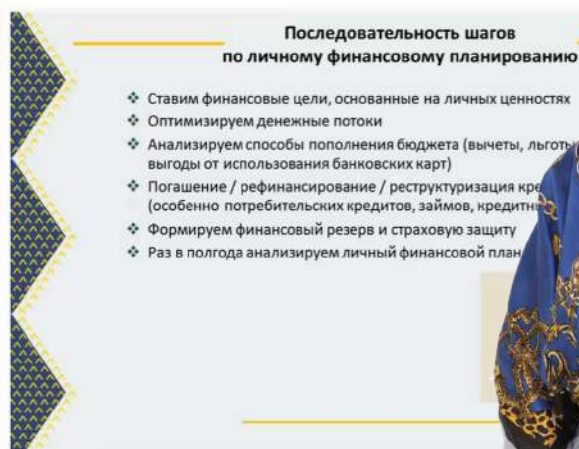 Последовательность шагов
по личному финансовому планированию
❖ Ставим финансовые цели, основанные на личных ценностях
❖ Оптимизируем денежные потоки
❖ Анализируем способы пополнения бюджета (вычеты, льготы
выгоды от использования банковских карт)
❖ Погашение / рефинансирование / реструктуризация
(особенно потребительских кредитов, займов,
❖ Формируем финансовый резерв и страховую защиту
❖ Раз в полгода анализируем личный финансовой план